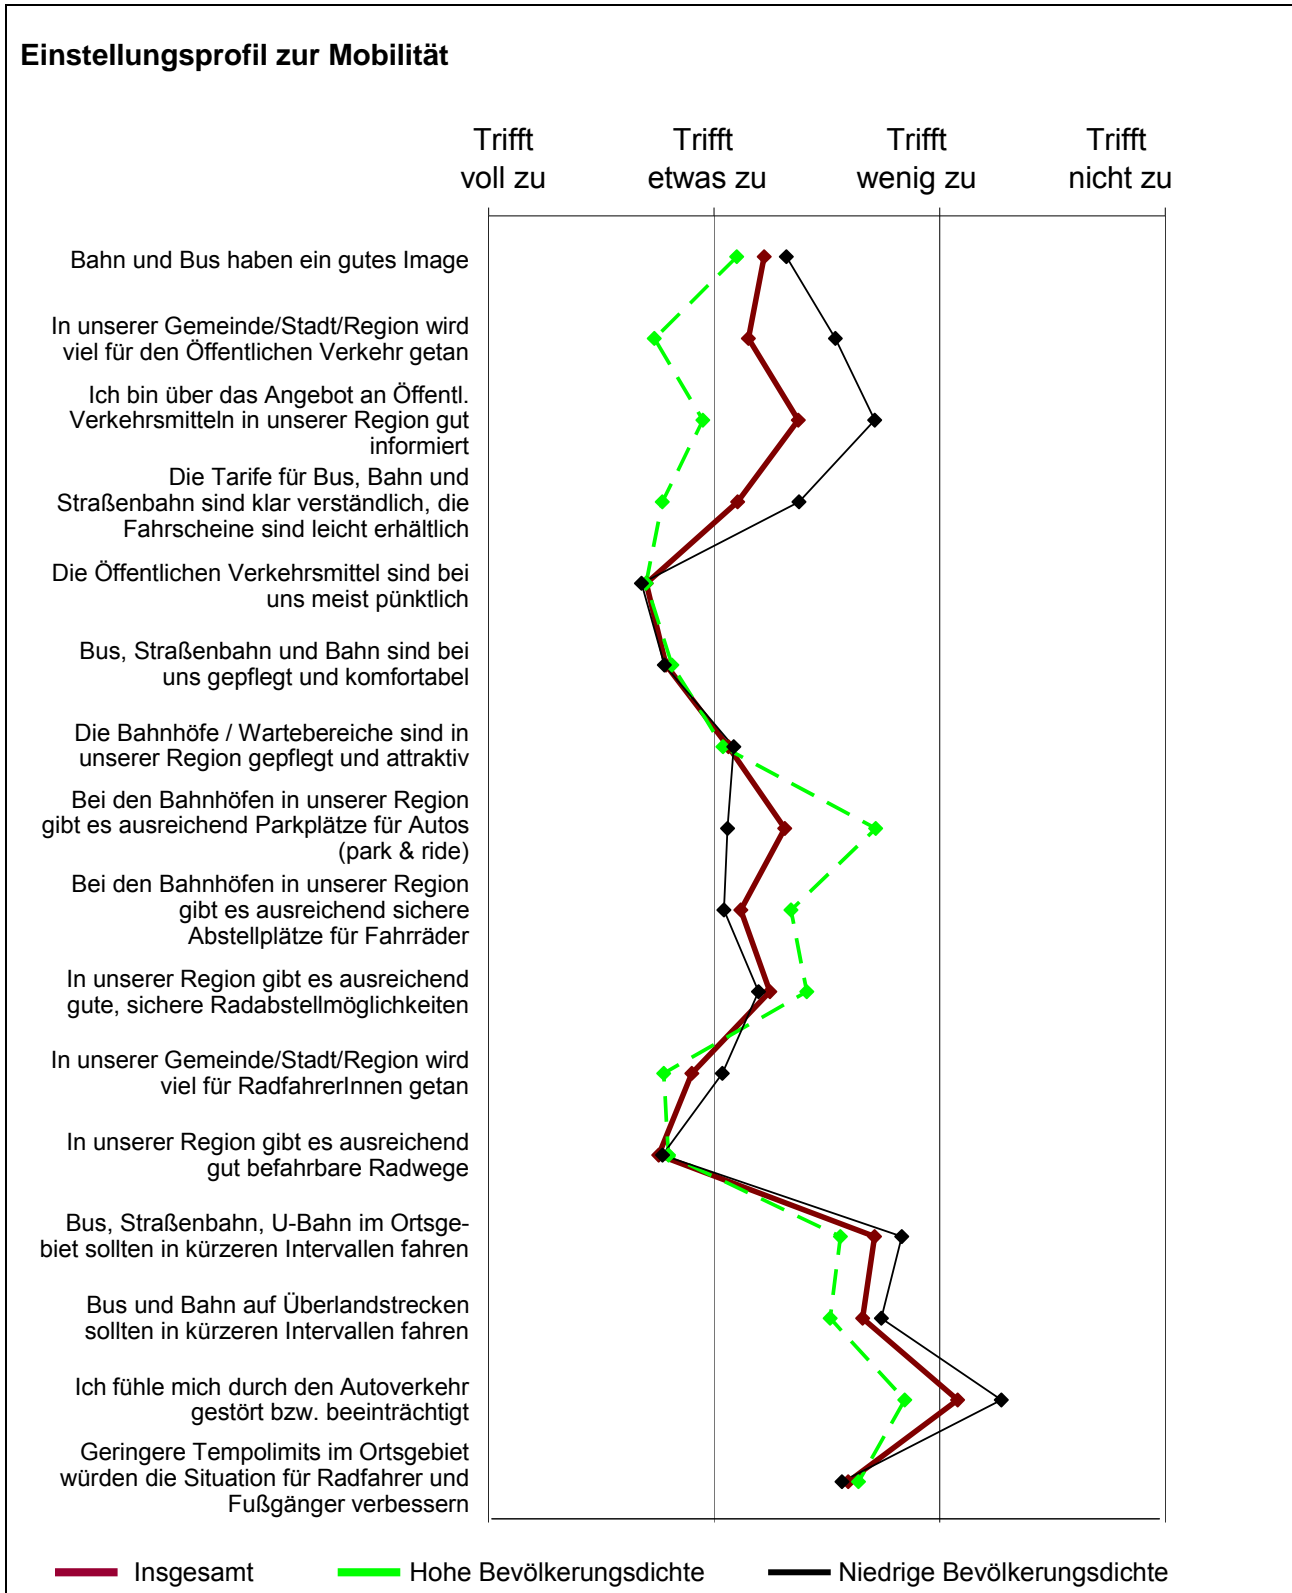 Einstellungsprofil zur Mobilität
Trifft
voll zu
Trifft
etwas zu
Trifft
wenig zu
Trifft
nicht zu
Bahn und Bus haben ein gutes Image
In unserer Gemeinde/Stadt/Region wird
viel für den Öffentlichen Verkehr getan
Ich bin über das Angebot an Öffentl.
Verkehrsmitteln in unserer Region gut
informiert
Die Tarife für Bus, Bahn und
Straßenbahn sind klar verständlich, die
Fahrscheine sind leicht erhältlich
Die Öffentlichen Verkehrsmittel sind bei
uns meist pünktlich
Bus, Straßenbahn und Bahn sind bei
uns gepflegt und komfortabel
Die Bahnhöfe / Wartebereiche sind in
unserer Region gepflegt und attraktiv
Bei den Bahnhöfen in unserer Region
gibt es ausreichend Parkplätze für Autos
(park & ride)
Bei den Bahnhöfen in unserer Region
gibt es ausreichend sichere
Abstellplätze für Fahrräder
In unserer Region gibt es ausreichend
gute, sichere Radabstellmöglichkeiten
In unserer Gemeinde/Stadt/Region wird
viel für RadfahrerInnen getan
In unserer Region gibt es ausreichend
gut befahrbare Radwege
Bus, Straßenbahn, U-Bahn im Ortsge-
biet sollten in kürzeren Intervallen fahren
Bus und Bahn auf Überlandstrecken
sollten in kürzeren Intervallen fahren
Ich fühle mich durch den Autoverkehr
gestört bzw. beeinträchtigt
Geringere Tempolimits im Ortsgebiet
würden die Situation für Radfahrer und
Fußgänger verbessern
Insgesamt
Hohe Bevölkerungsdichte
Niedrige Bevölkerungsdichte